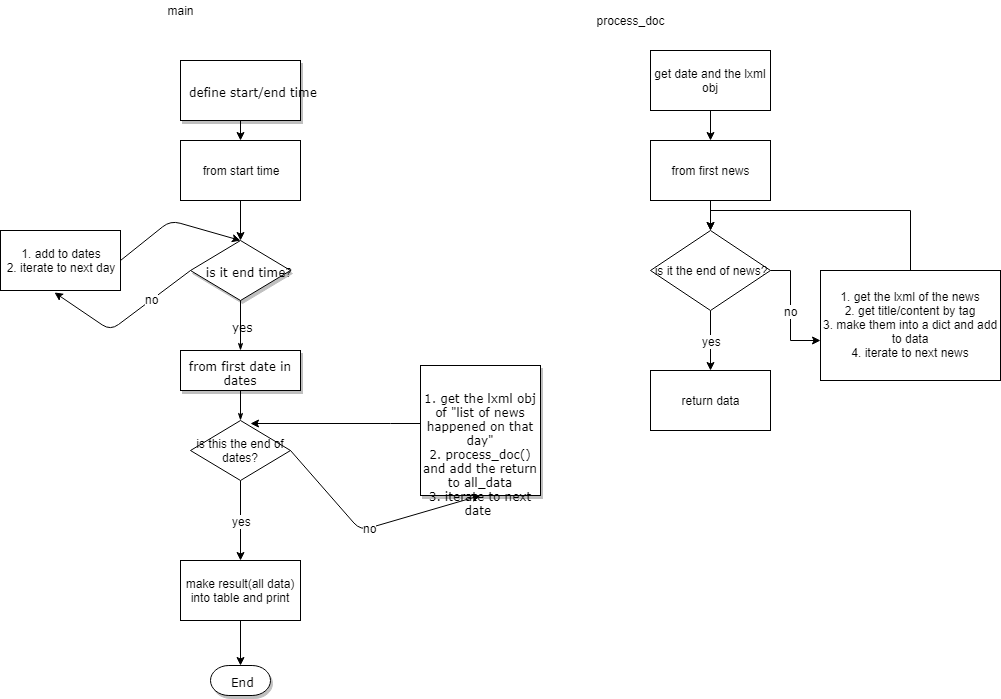 main
define start/end time
from start time
1. add to dates
2. iterate to next day
is it end time?
no
yes
from first date in
dates
is this the end of
dates?
1. get the lxml obj
of "list of news
happened on that
day"
2. process_doc()
and add the return
to all_data
3. iterate to next
date
no
yes
make result(all data)
into table and print
End
process_doc
get date and the lxml
obj
from first news
is it the end of news?
no
1. get the lxml of the news
2. get title/content by tag
3. make them into a dict and add
to data
4. iterate to next news
yes
return data